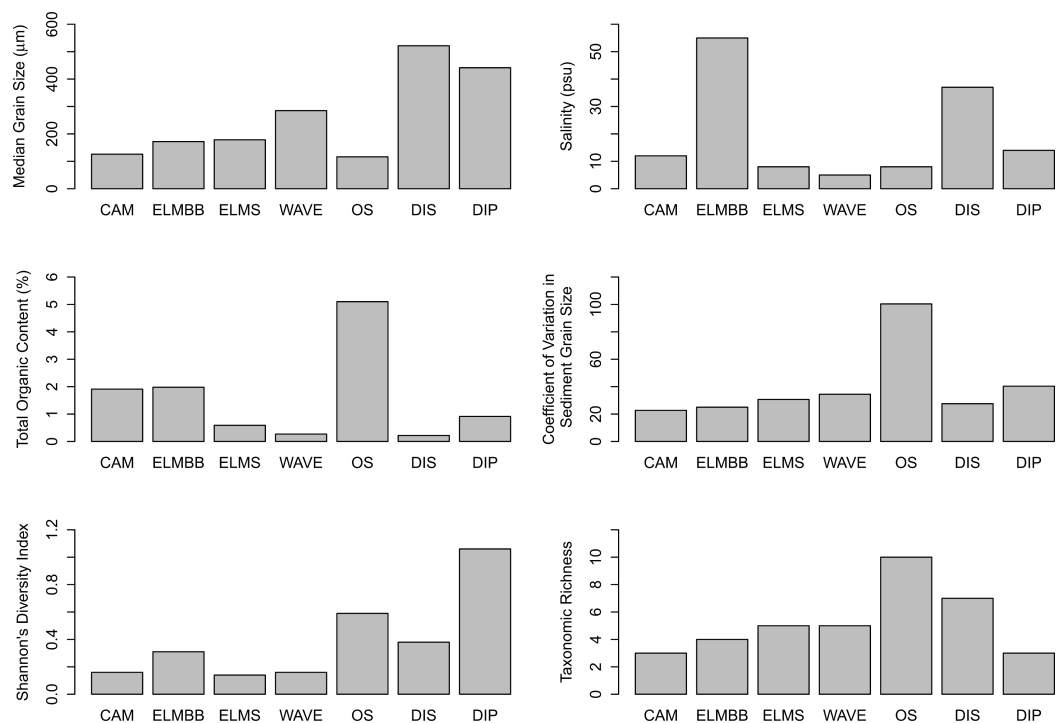 Median Grain Size (μm)
600
400
200
0
CAM ELMBB ELMS WAVE OS DIS DIP
Salinity (psu)
50
30
10
0
CAM ELMBB ELMS WAVE OS DIS DIP
Total Organic Content (%)
6
5
4
3
2
1
0
CAM ELMBB ELMS WAVE OS DIS DIP
Coefficient of Variation in
Sediment Grain Size
100
60
20
0
CAM ELMBB ELMS WAVE OS DIS DIP
Shannon's Diversity Index
1.2
0.8
0.4
0.0
CAM ELMBB ELMS WAVE OS DIS DIP
Taxonomic Richness
10
8
6
4
2
0
CAM ELMBB ELMS WAVE OS DIS DIP